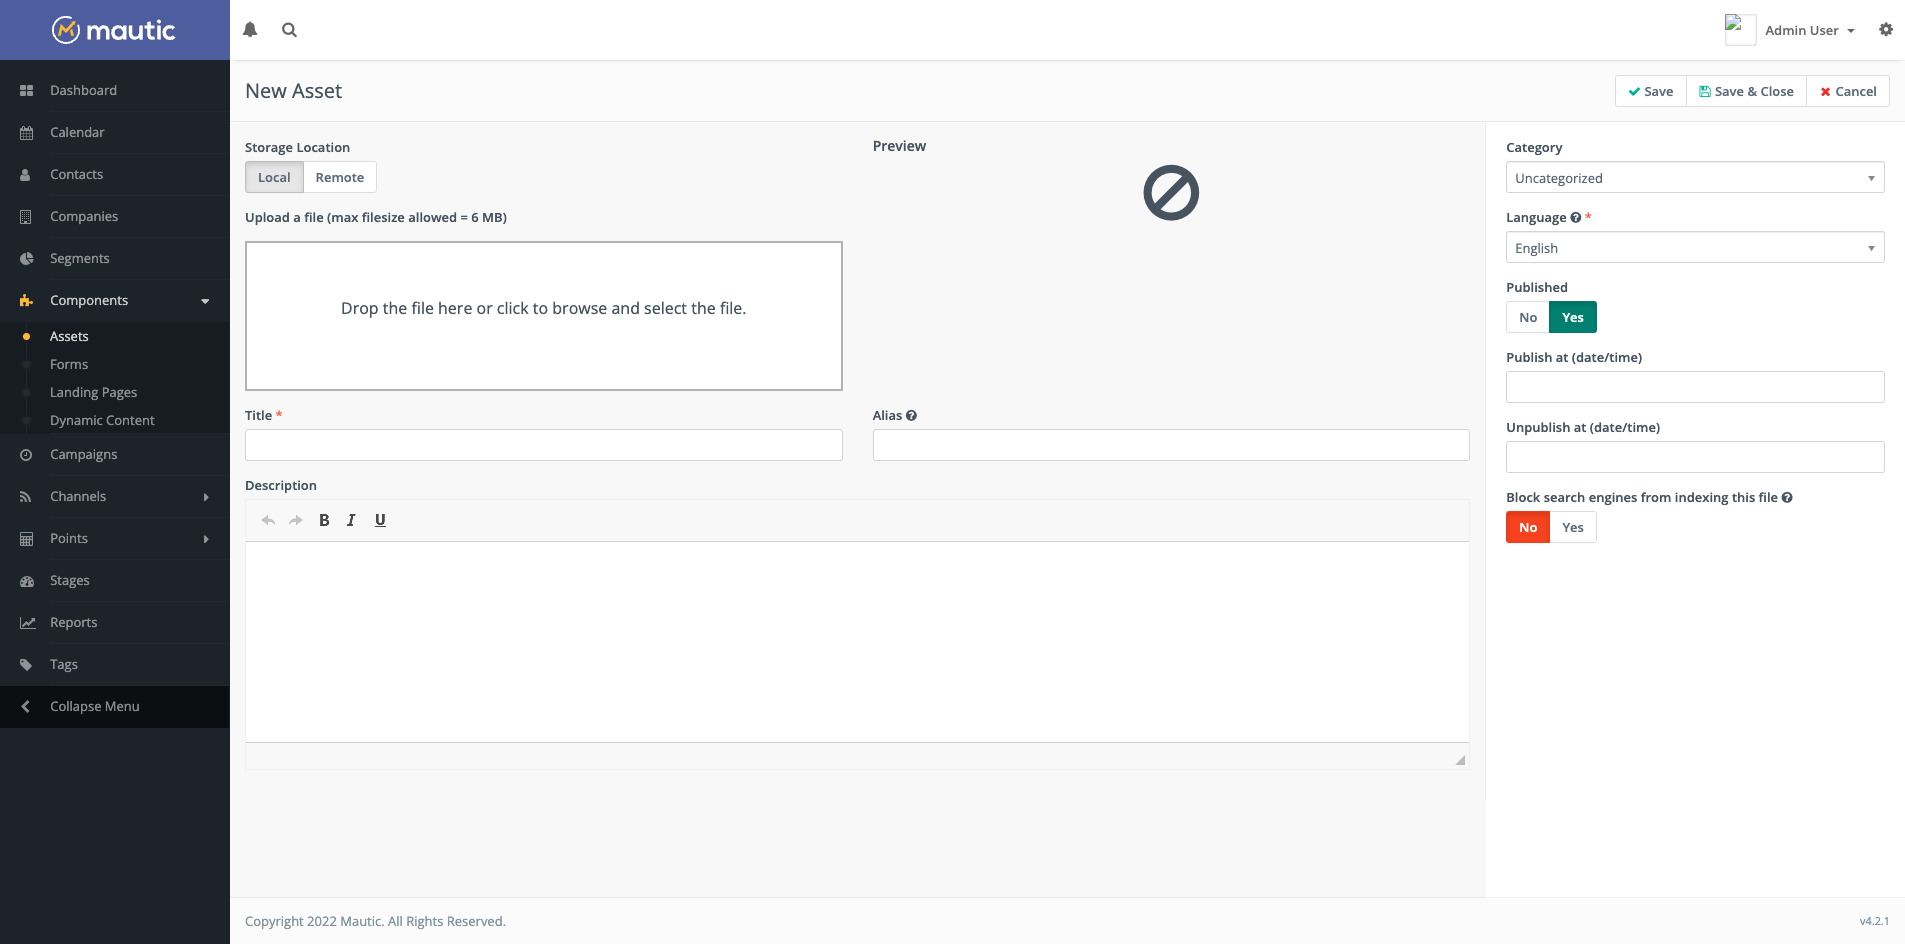 mautic
Admin User
Dashboard
Calendar
Contacts
Companies
Segments
Components
Assets
Forms
Landing Pages
Dynamic Content
Campaigns
Channels
Points
Stages
Reports
Tags
Collapse Menu
New Asset
Save
Save & Close
Cancel
Storage Location
Local Remote
Upload a file (max filesize allowed = 6 MB)
Drop the file here or click to browse and select the file.
Preview
Title *
Alias
Description
B I U
Category
Uncategorized
Language *
English
Published
No Yes
Publish at (date/time)
Unpublish at (date/time)
Block search engines from indexing this file
No Yes
Copyright 2022 Mautic. All Rights Reserved.
v4.2.1